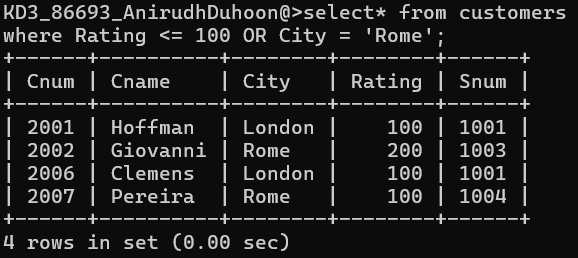 KD3_86693_AnirudhDuhoon@>select* from customers
where Rating <= 100 OR City = 'Rome';
+------+----------+--------+--------+------+
| Cnum | Cname    | City   | Rating | Snum |
+------+----------+--------+--------+------+
| 2001 | Hoffman  | London |    100 | 1001 |
| 2002 | Giovanni | Rome   |    200 | 1003 |
| 2006 | Clemens  | London |    100 | 1001 |
| 2007 | Pereira  | Rome   |    100 | 1004 |
+------+----------+--------+--------+------+
4 rows in set (0.00 sec)